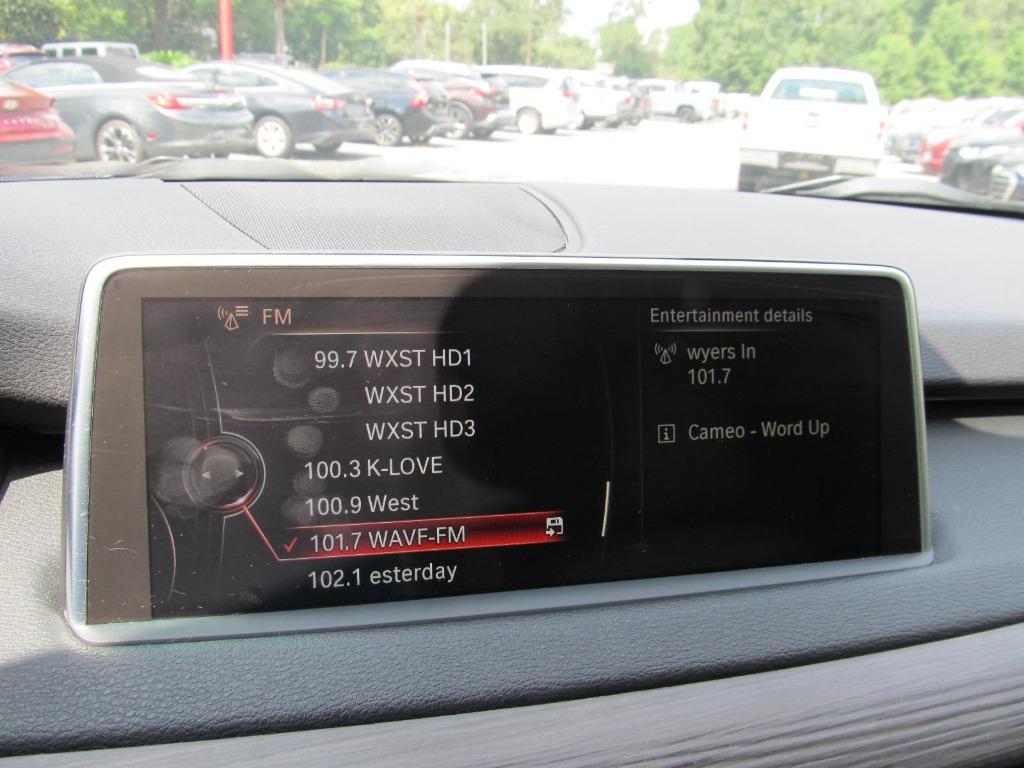 FM
99.7 WXST HD1
WXST HD2
WXST HD3
100.3 K-LOVE
100.9 West
101.7 WAVF-FM
102.1 esterday
Entertainment details
wyers In
101.7
Cameo - Word Up